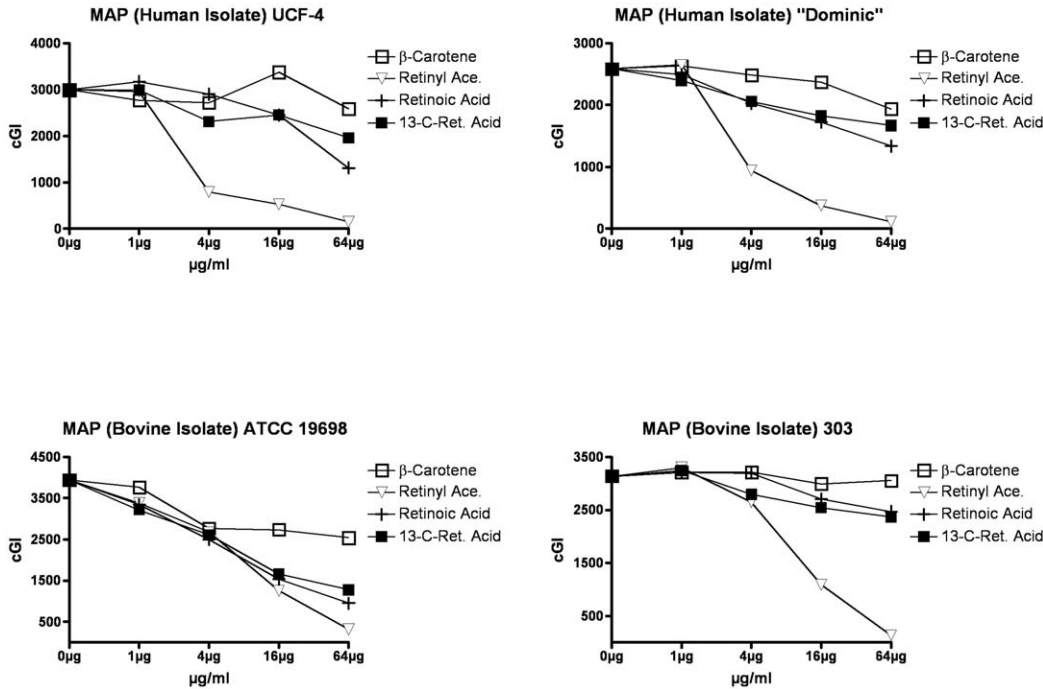 MAP (Human Isolate) UCF-4
4000
3000
2000
1000
0
cGI
0µg 1µg 4µg 16µg 64µg
µg/ml
β-Carotene
Retinyl Ace.
Retinoic Acid
13-C-Ret. Acid
MAP (Human Isolate) "Dominic"
3000
2000
1000
0
cGI
0µg 1µg 4µg 16µg 64µg
µg/ml
β-Carotene
Retinyl Ace.
Retinoic Acid
13-C-Ret. Acid
MAP (Bovine Isolate) ATCC 19698
4500
3500
2500
1500
500
cGI
0µg 1µg 4µg 16µg 64µg
µg/ml
β-Carotene
Retinyl Ace.
Retinoic Acid
13-C-Ret. Acid
MAP (Bovine Isolate) 303
3500
2500
1500
500
cGI
0µg 1µg 4µg 16µg 64µg
µg/ml
β-Carotene
Retinyl Ace.
Retinoic Acid
13-C-Ret. Acid